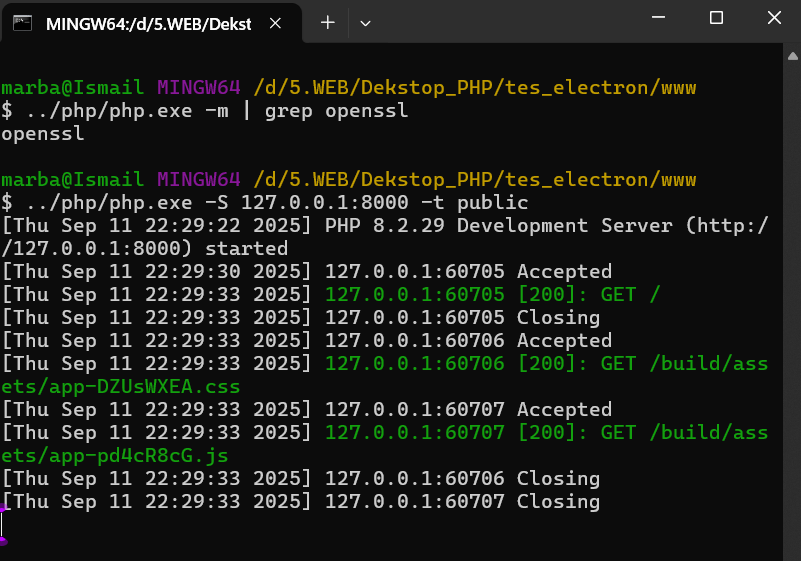 MINGW64:/d/5.WEB/Dekst
marba@Ismail MINGW64 /d/5.WEB/Dekstop_PHP/tes_electron/www
$ ../php/php.exe -m | grep openssl
openssl
marba@Ismail MINGW64 /d/5.WEB/Dekstop_PHP/tes_electron/www
$ ../php/php.exe -S 127.0.0.1:8000 -t public
[Thu Sep 11 22:29:22 2025] PHP 8.2.29 Development Server (http:/
/127.0.0.1:8000) started
[Thu Sep 11 22:29:30 2025] 127.0.0.1:60705 Accepted
[Thu Sep 11 22:29:33 2025] 127.0.0.1:60705 [200]: GET /
[Thu Sep 11 22:29:33 2025] 127.0.0.1:60705 Closing
[Thu Sep 11 22:29:33 2025] 127.0.0.1:60706 Accepted
[Thu Sep 11 22:29:33 2025] 127.0.0.1:60706 [200]: GET /build/ass
ets/app-DZUsWXEA.css
[Thu Sep 11 22:29:33 2025] 127.0.0.1:60707 Accepted
[Thu Sep 11 22:29:33 2025] 127.0.0.1:60707 [200]: GET /build/ass
ets/app-pd4cR8cG.js
[Thu Sep 11 22:29:33 2025] 127.0.0.1:60706 Closing
[Thu Sep 11 22:29:33 2025] 127.0.0.1:60707 Closing